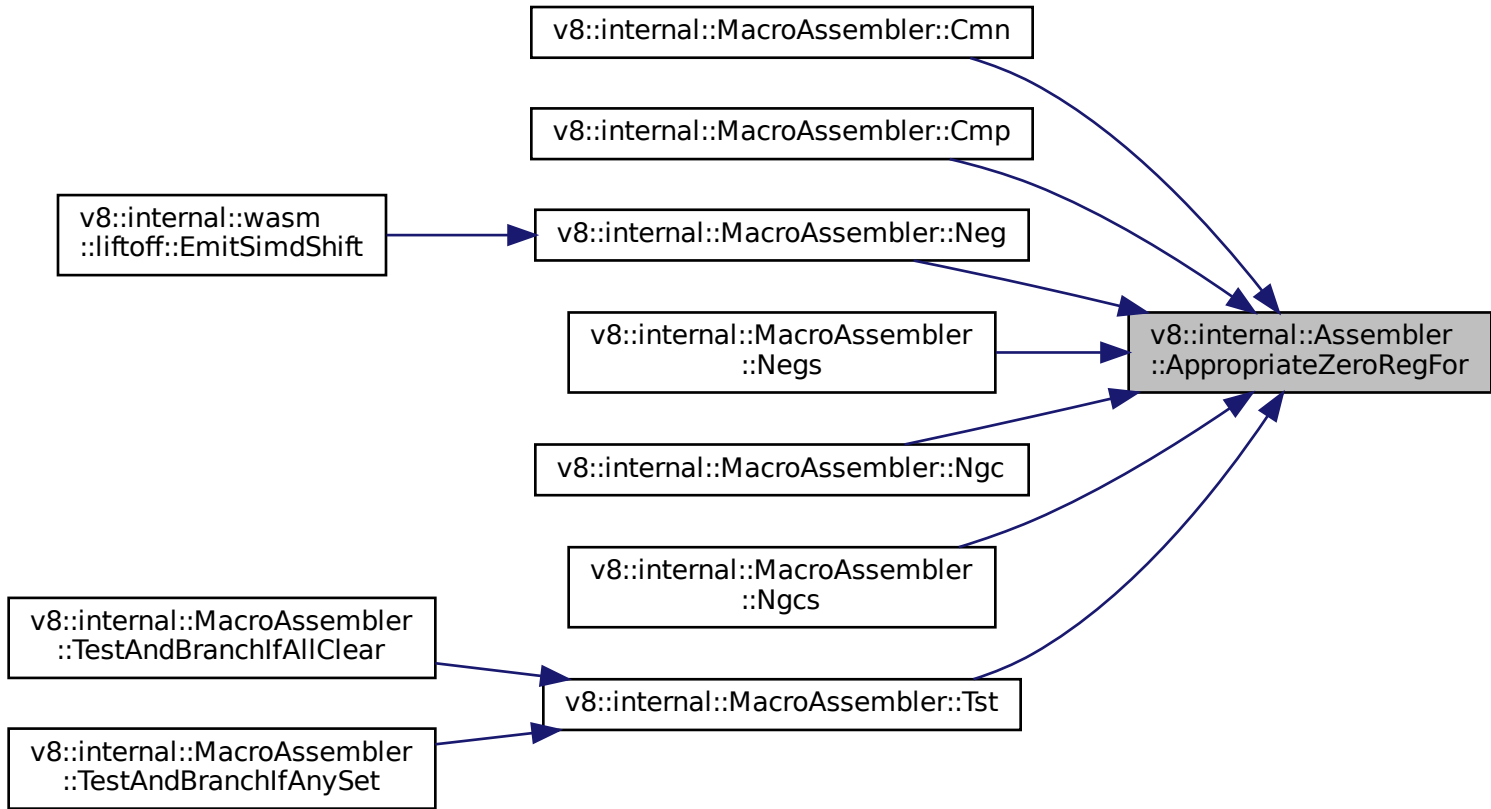 v8::internal::MacroAssembler::Cmn
v8::internal::MacroAssembler::Cmp
v8::internal::wasm
::liftoff::EmitSimdShift
v8::internal::MacroAssembler::Neg
v8::internal::MacroAssembler
::Negs
v8::internal::Assembler
::AppropriateZeroRegFor
v8::internal::MacroAssembler::Ngc
v8::internal::MacroAssembler
::Ngcs
v8::internal::MacroAssembler
::TestAndBranchIfAllClear
v8::internal::MacroAssembler::Tst
v8::internal::MacroAssembler
::TestAndBranchIfAnySet